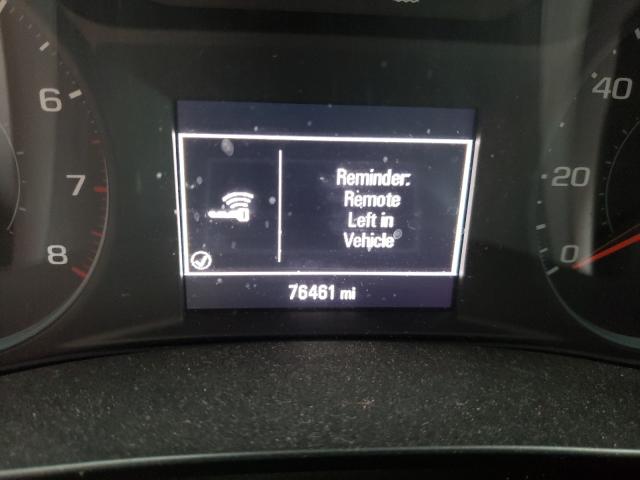 6
7
8
Reminder:
Remote
Left in
Vehicle
76461 mi
40
20
0